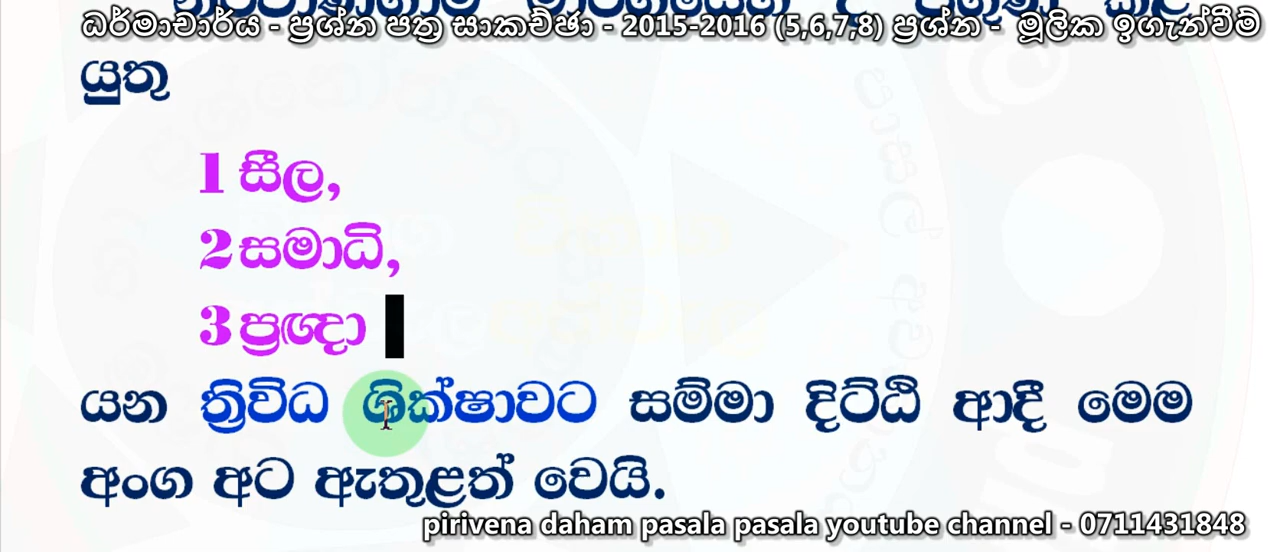 ධර්මාචාර්ය - ප්‍රශ්න පත්‍ර සාකච්ඡා - 2015-2016 (5,6,7,8) ප්‍රශ්න - මූලික ඉගැන්වීම්
යුතු
1 සීල,
2 සමාධි,
3 ප්‍රඥා
යන ත්‍රිවිධ ශික්ෂාවට සම්මා දිට්ඨි ආදී මෙම
අංග අට ඇතුළත් වෙයි.
pirivena daham pasala pasala youtube channel - 0711431848